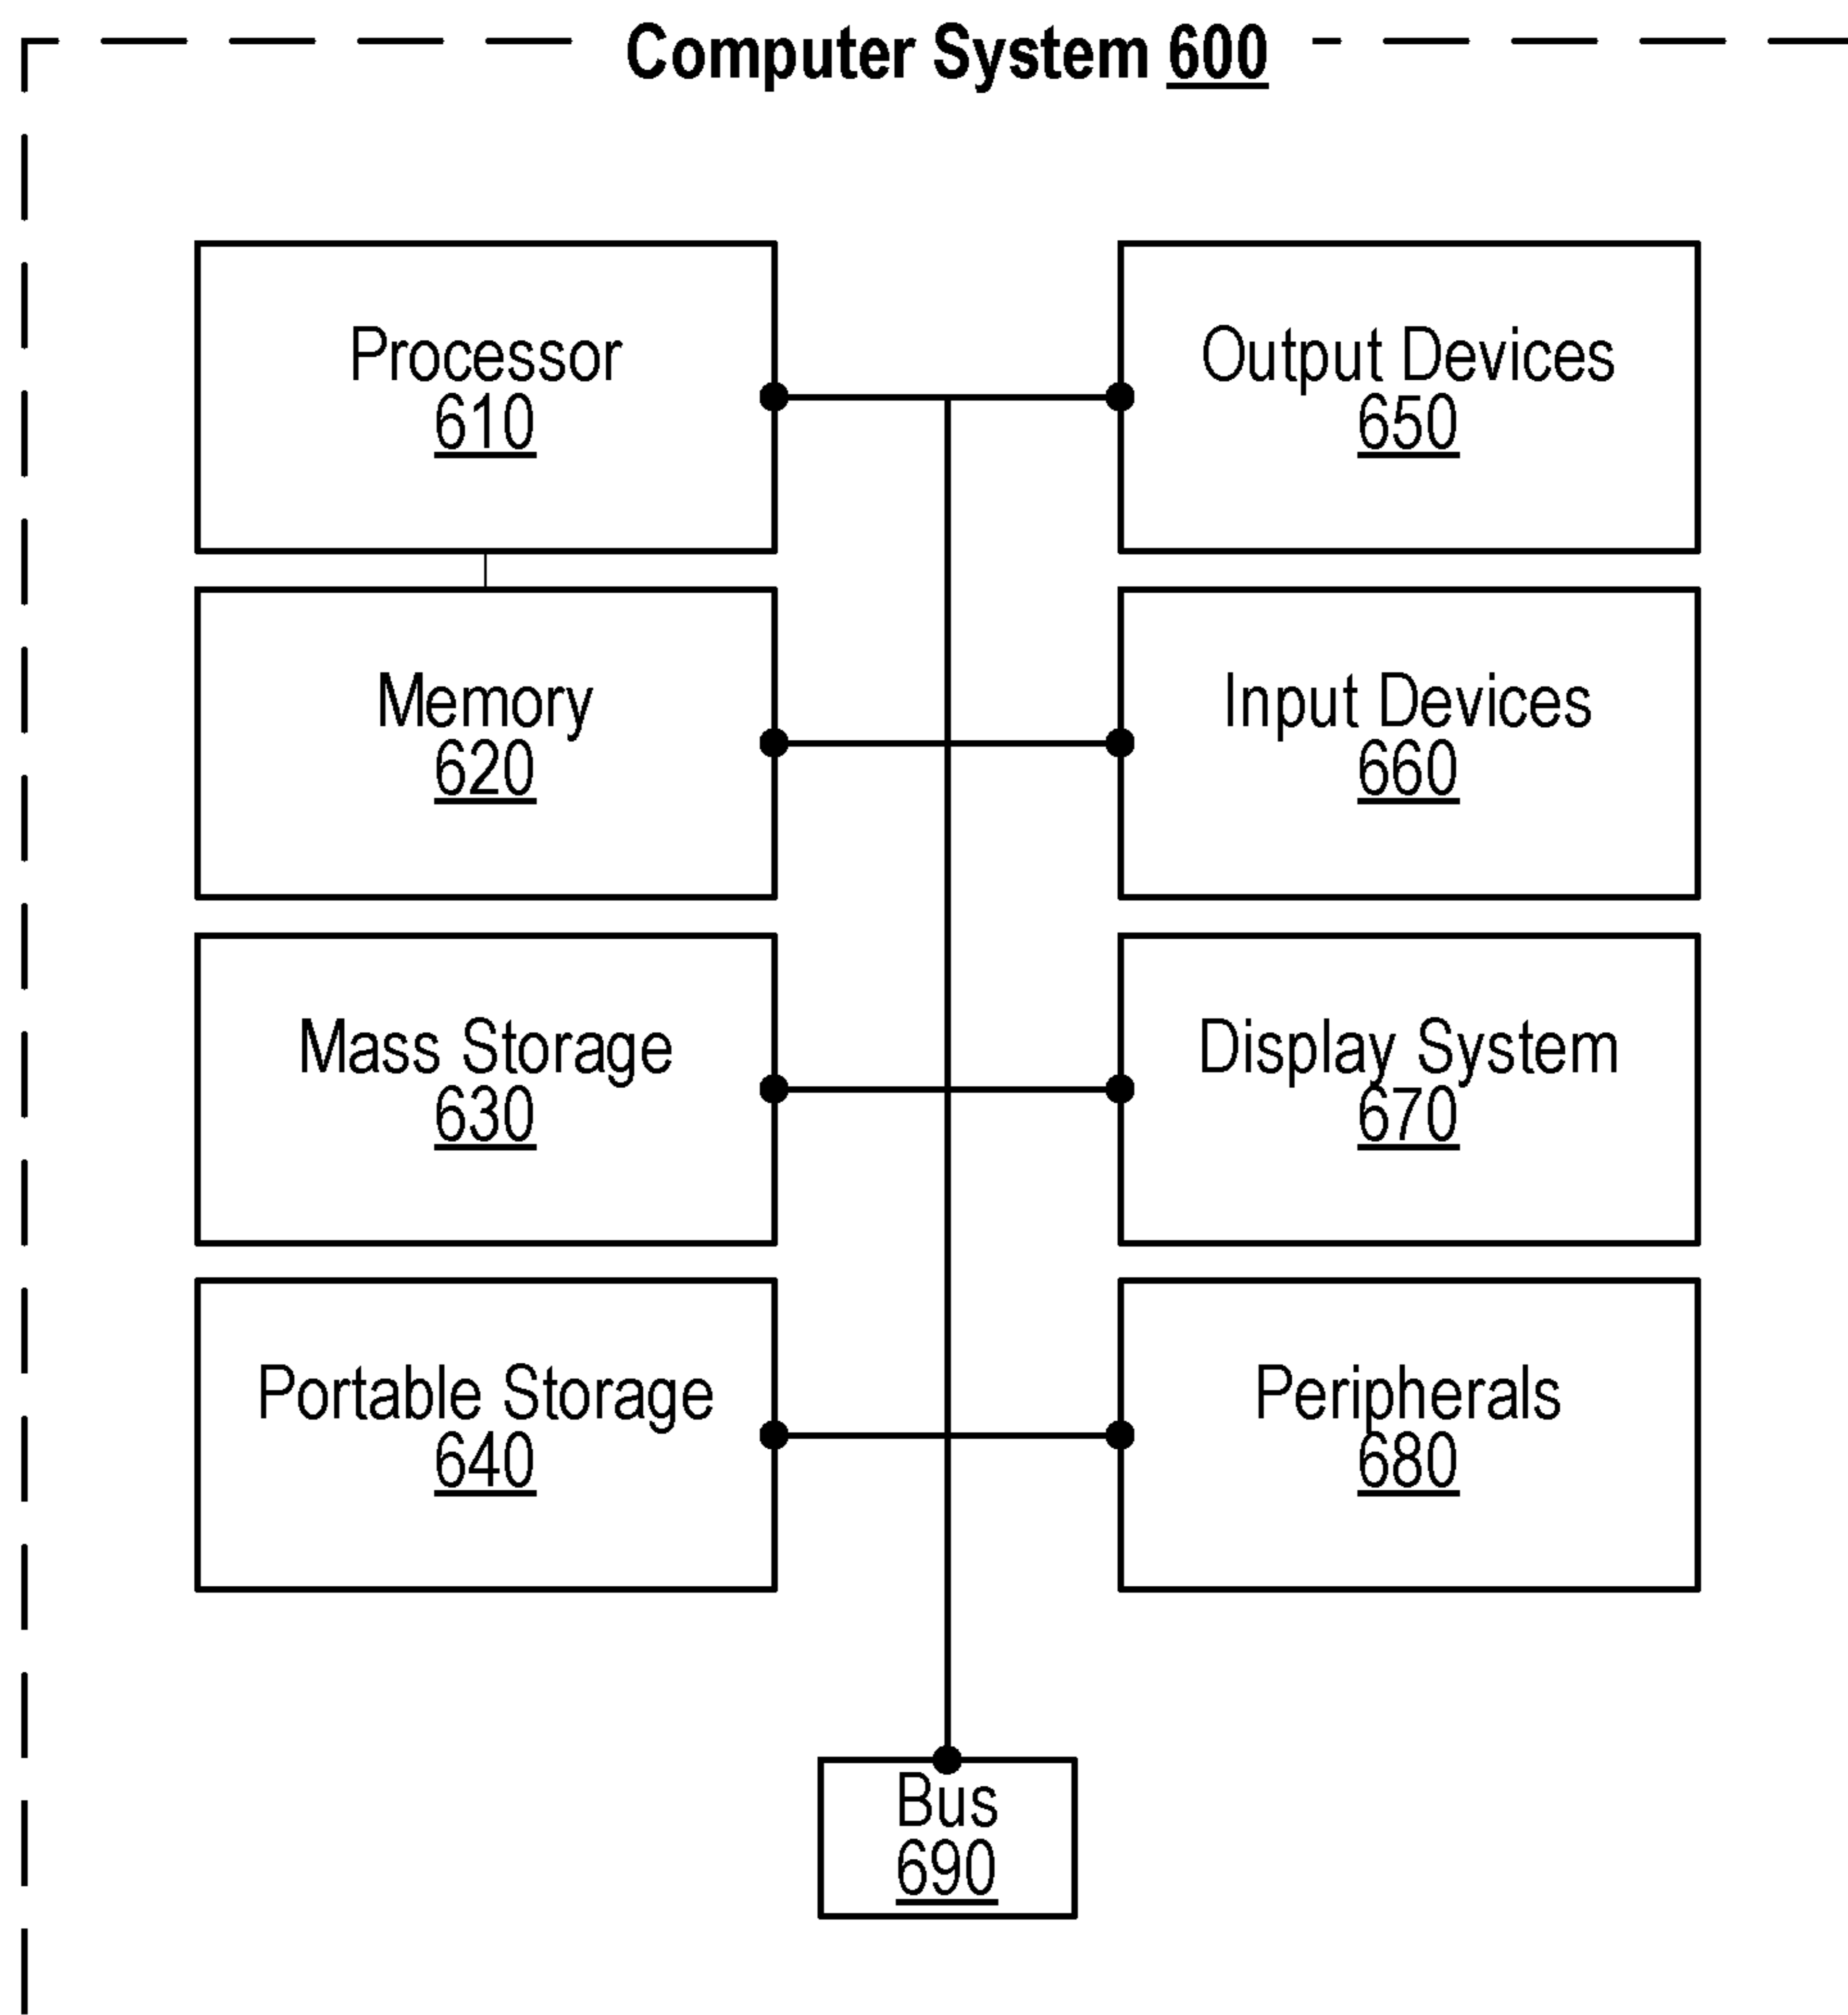 Computer System 600
Processor
610
Output Devices
650
Memory
620
Input Devices
660
Mass Storage
630
Display System
670
Portable Storage
640
Peripherals
680
Bus
690